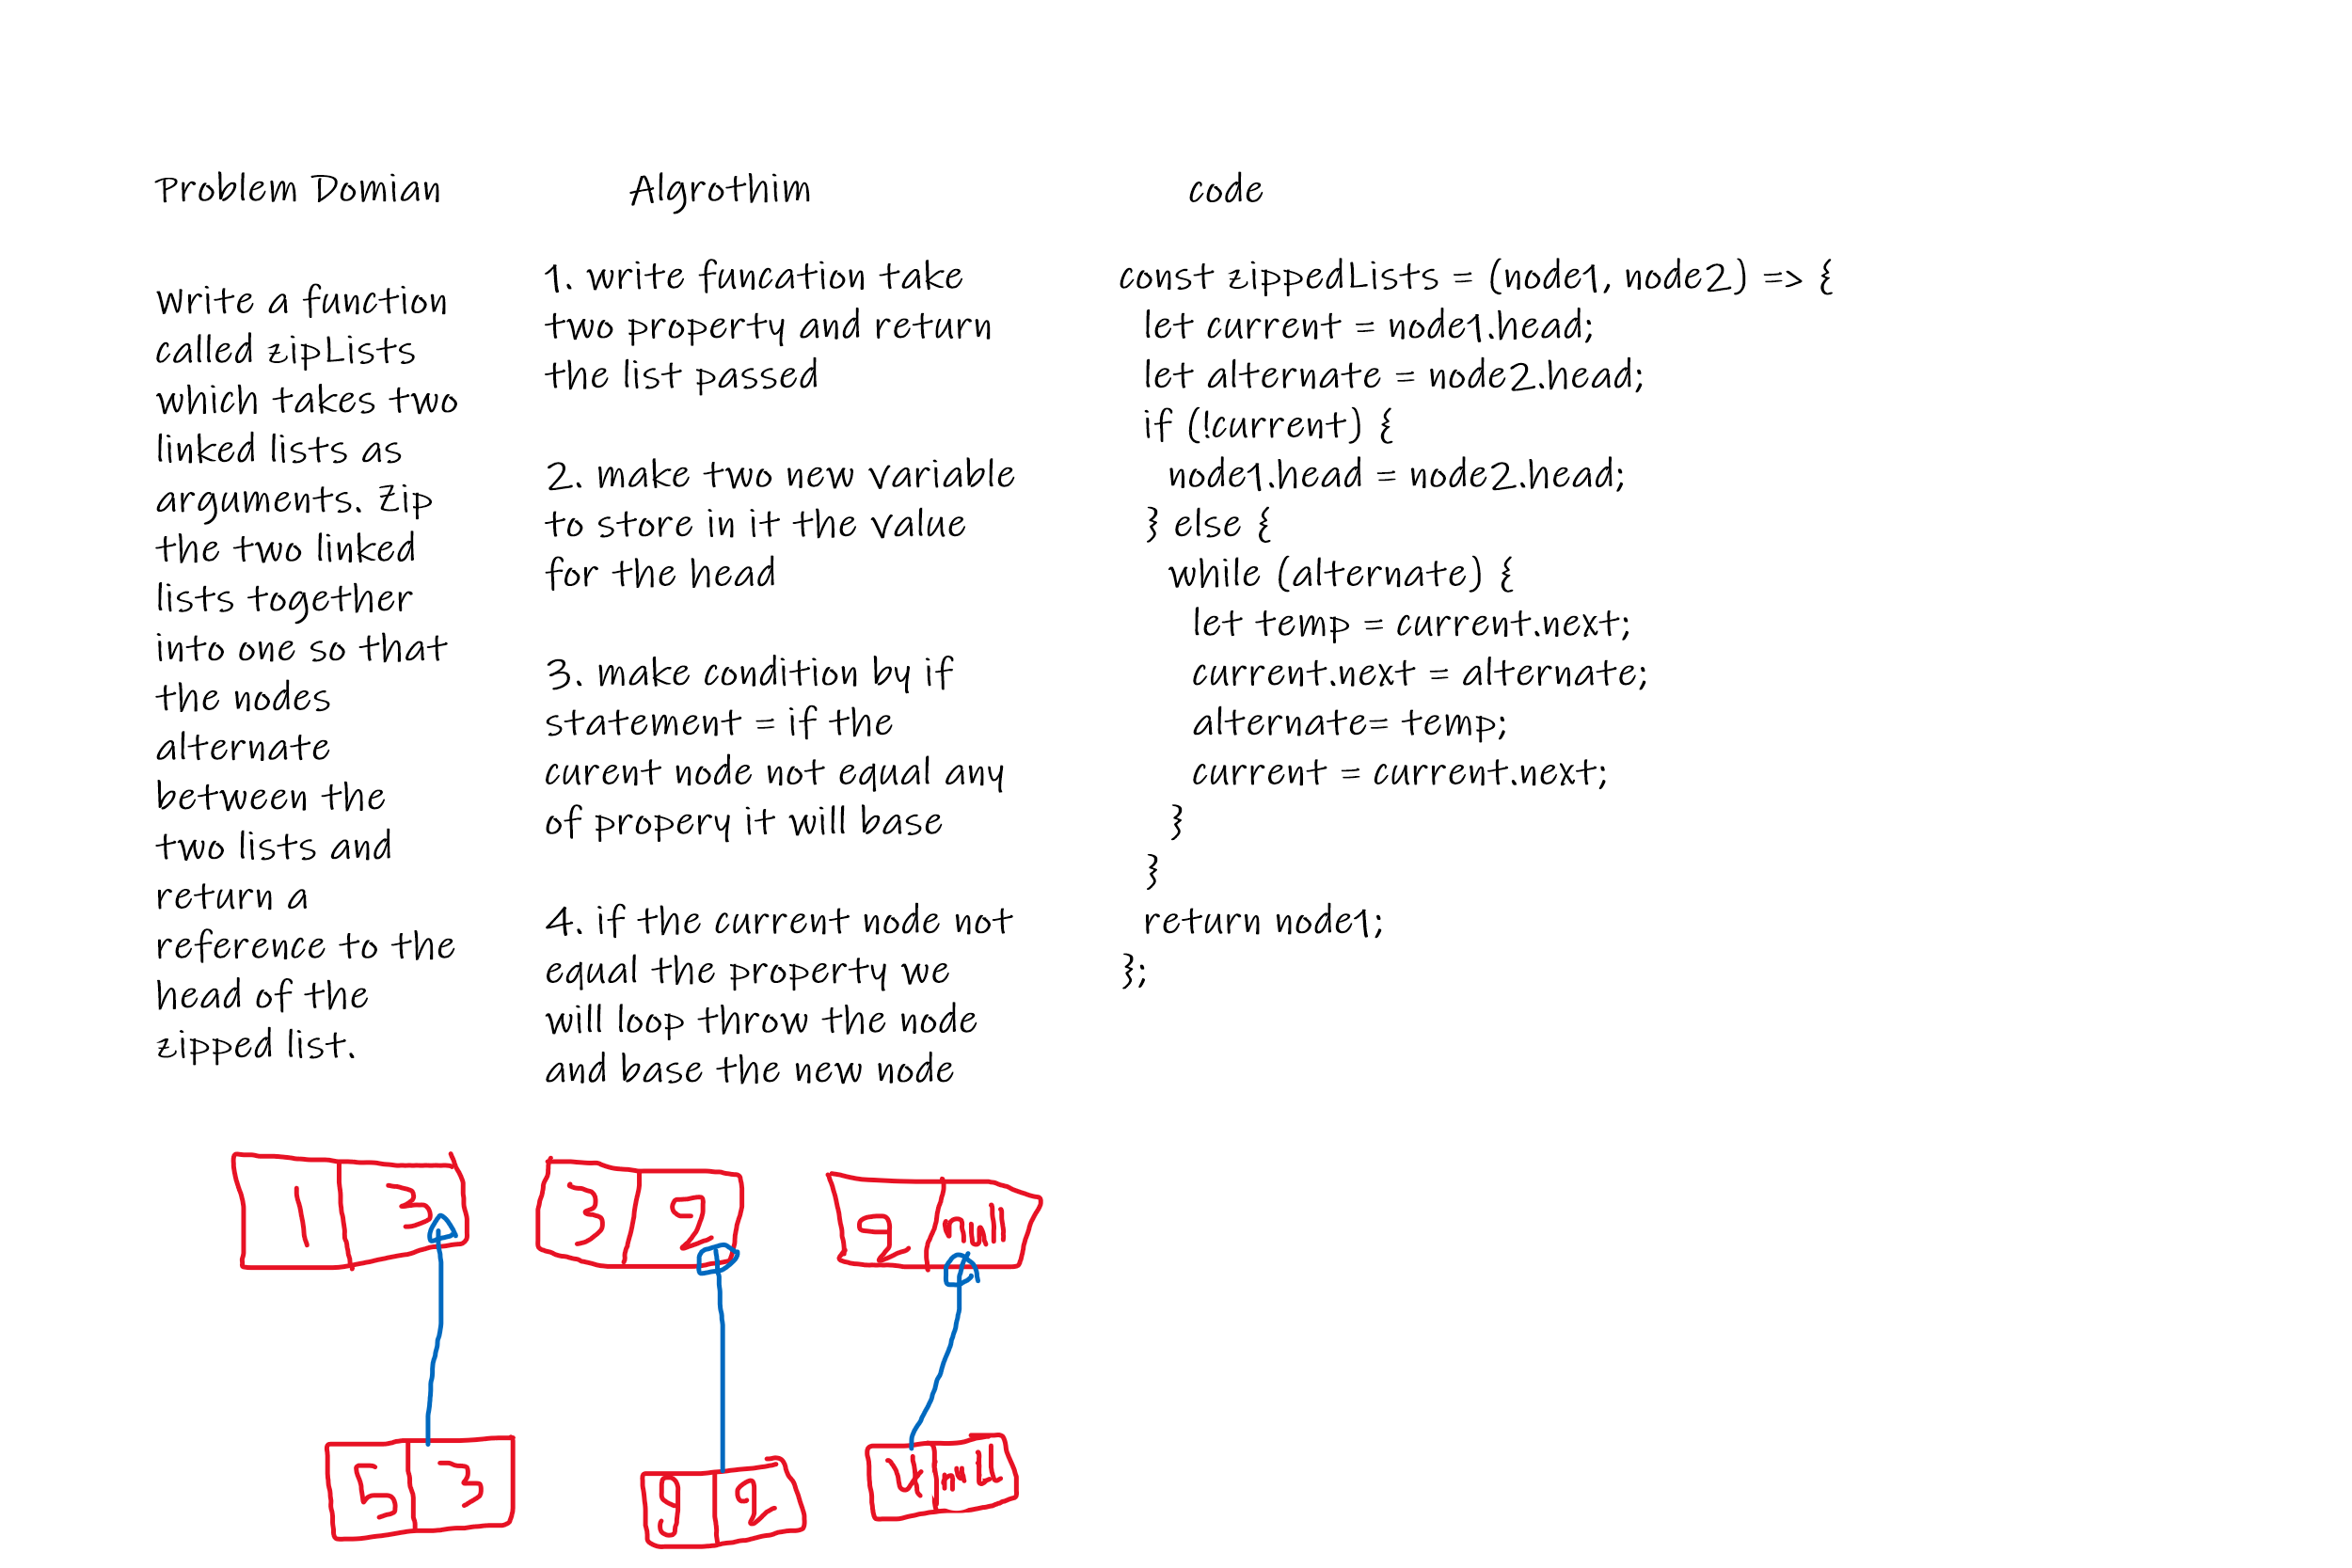 Problem Domian
Write a function
called zipLists
which takes two
linked lists as
arguments. Zip
the two linked
lists together
into one so that
the nodes
alternate
between the
two lists and
return a
reference to the
head of the
zipped list.
Algrothim
1. write funcation take
two property and return
the list passed
2. make two new variable
to store in it the value
for the head
3. make condition by if
statement = if the
curent node not equal any
of propery it will base
4. if the current node not
equal the property we
will loop throw the node
and base the new node
code
const zippedLists = (node1, node2) => {
let current = node1.head;
let alternate = node2.head;
if (!current) {
node1.head = node2.head;
} else {
while (alternate) {
let temp = current.next;
current.next = alternate;
alternate= temp;
current = current.next;
}
}
return node1;
};
1 3 3 2 2 null
5 3 9 2 4 null